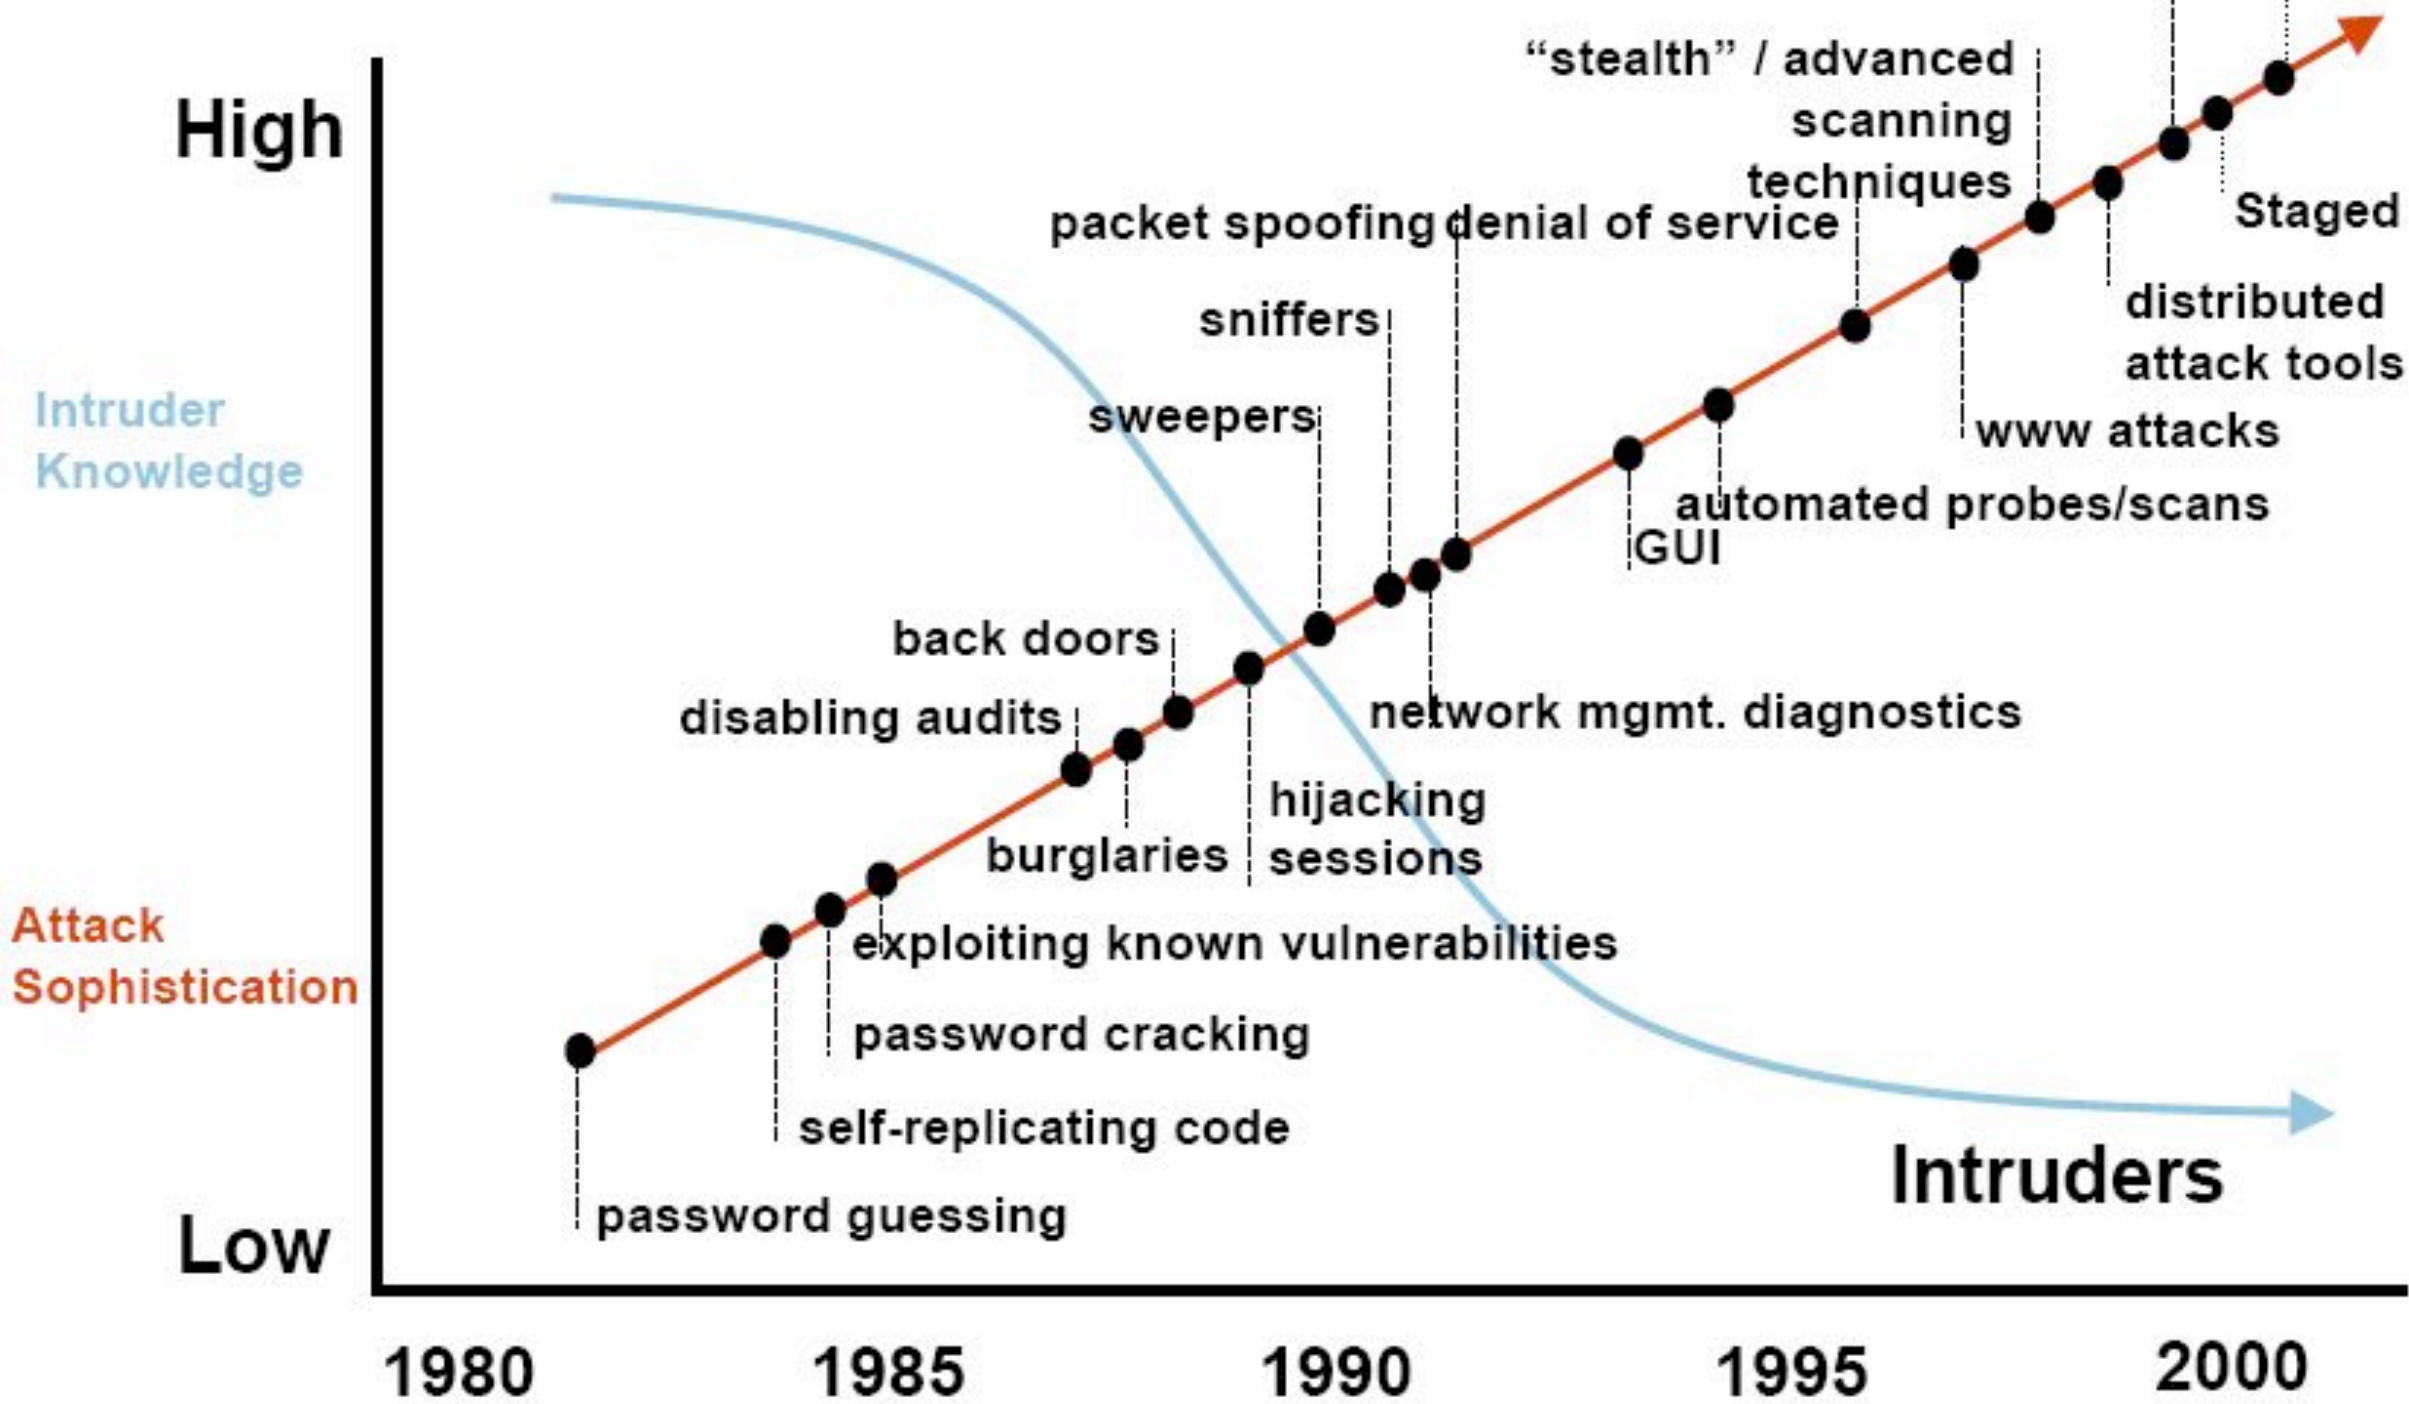 “stealth” / advanced
scanning
techniques
High
packet spoofing denial of service
Staged
distributed
attack tools
sniffers
Intruder
Knowledge
sweepers
www attacks
automated probes/scans
GUI
back doors
disabling audits
network mgmt. diagnostics
hijacking
sessions
burglaries
Attack
Sophistication
exploiting known vulnerabilities
password cracking
self-replicating code
Intruders
password guessing
Low
1980 1985 1990 1995 2000